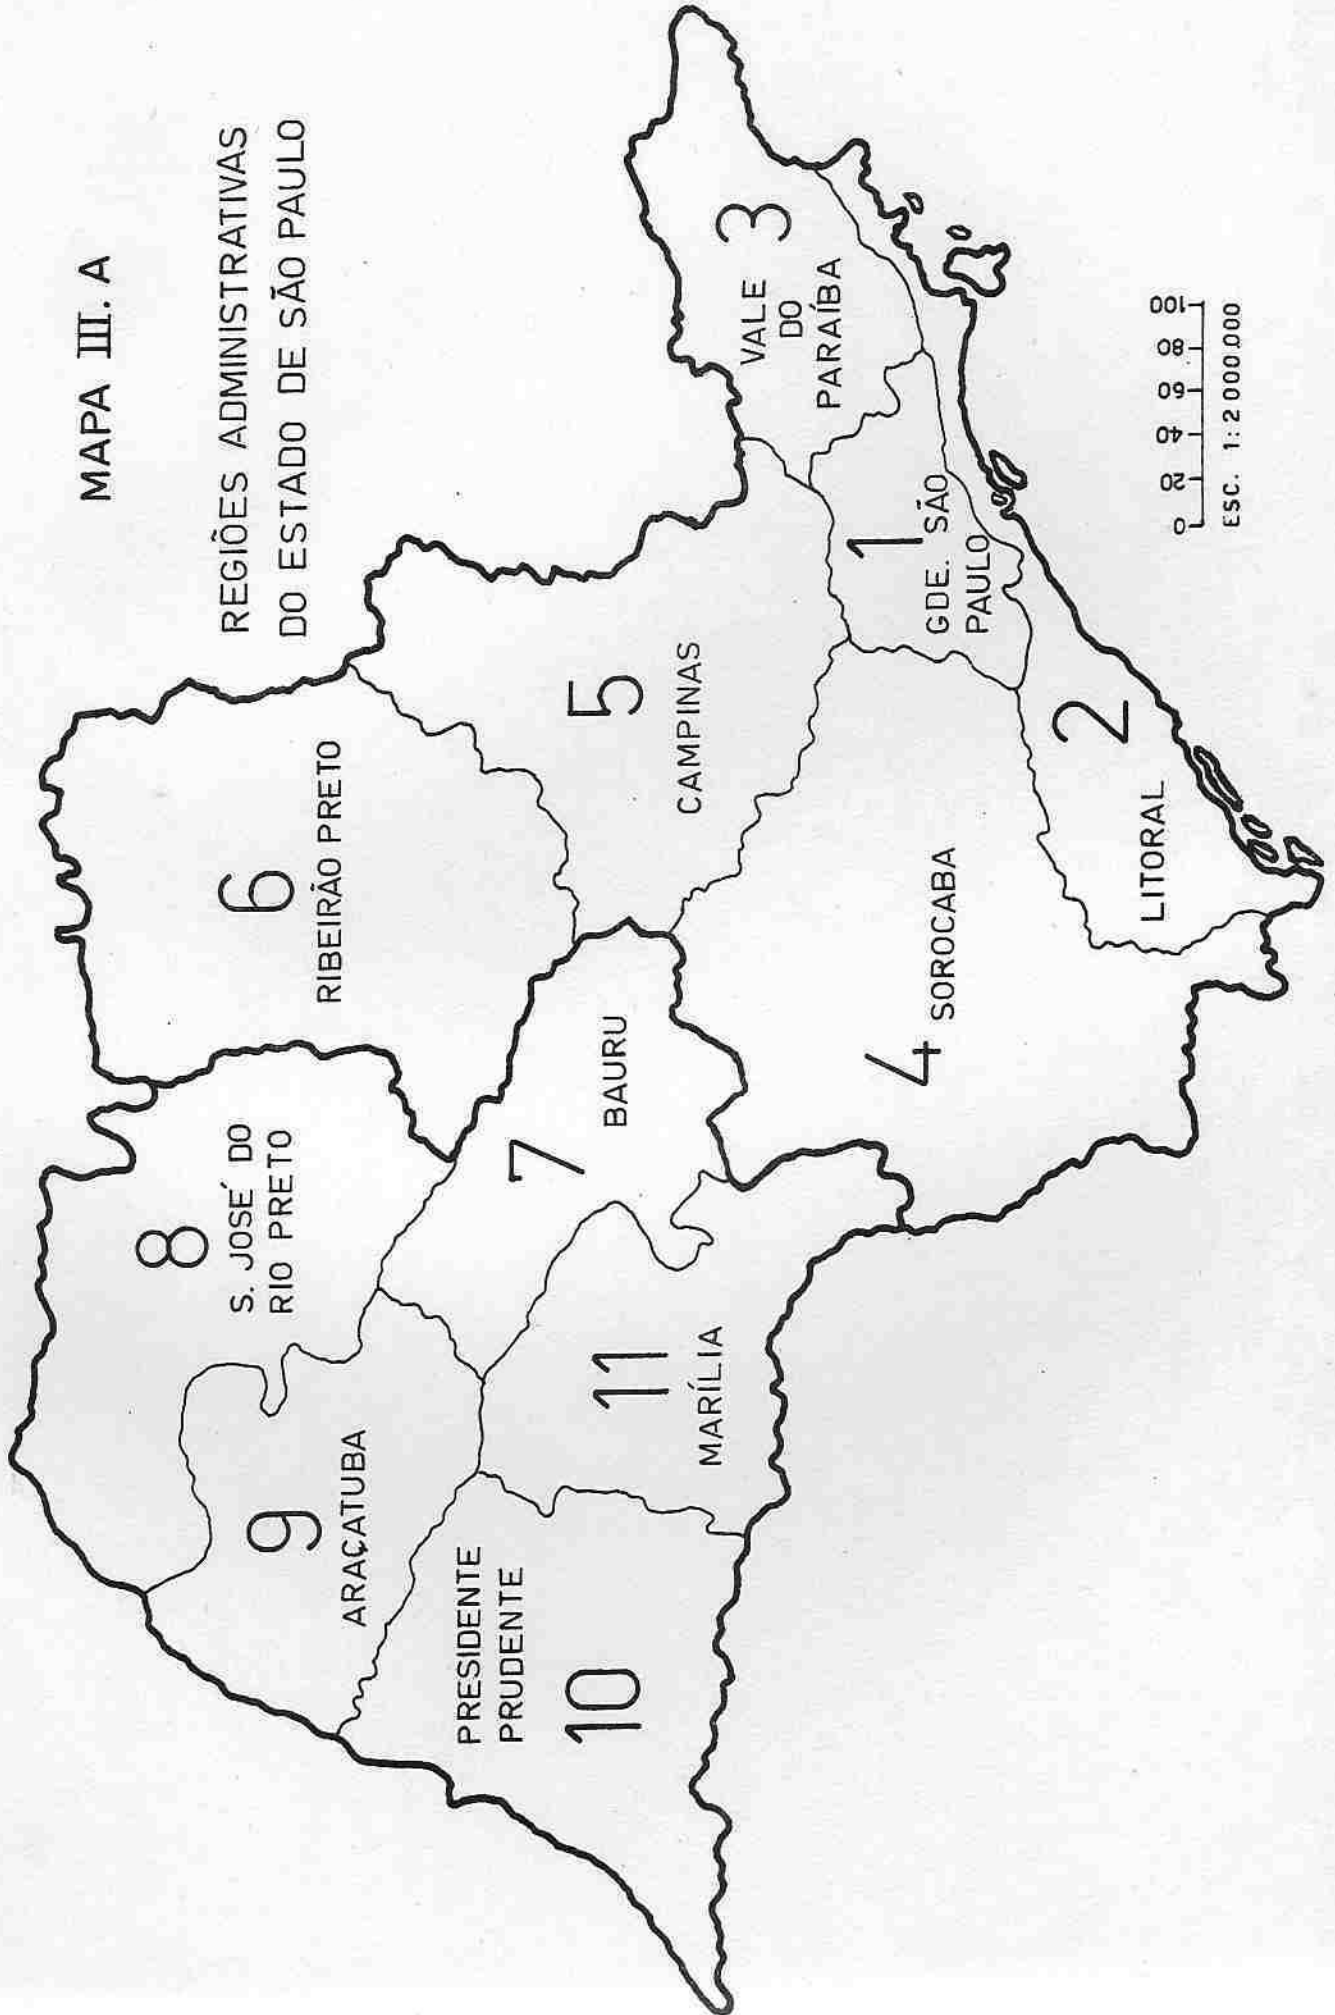 MAPA III. A
REGIÕES ADMINISTRATIVAS
DO ESTADO DE SÃO PAULO
8
S. JOSÉ DO
RIO PRETO
6
RIBEIRÃO PRETO
9
ARAÇATUBA
PRESIDENTE
PRUDENTE
10
7
BAURU
11
MARÍLIA
5
CAMPINAS
3
VALE
DO
PARAÍBA
1
GDE. SÃO
PAULO
4
SOROCABA
2
LITORAL
0 20 40 60 80 100
ESC. 1:2000.000